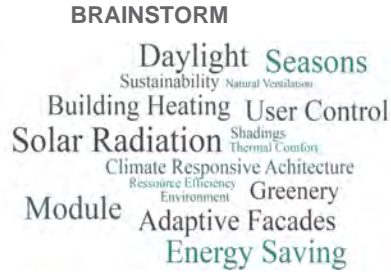 BRAINSTORM
Daylight Seasons
Sustainability Natural Ventilation
Building Heating User Control
Solar Radiation Shadings
Thermal Comfort
Climate Responsive Achitecture
Ressource Efficiency
Environment Greenery
Module Adaptive Facades
Energy Saving